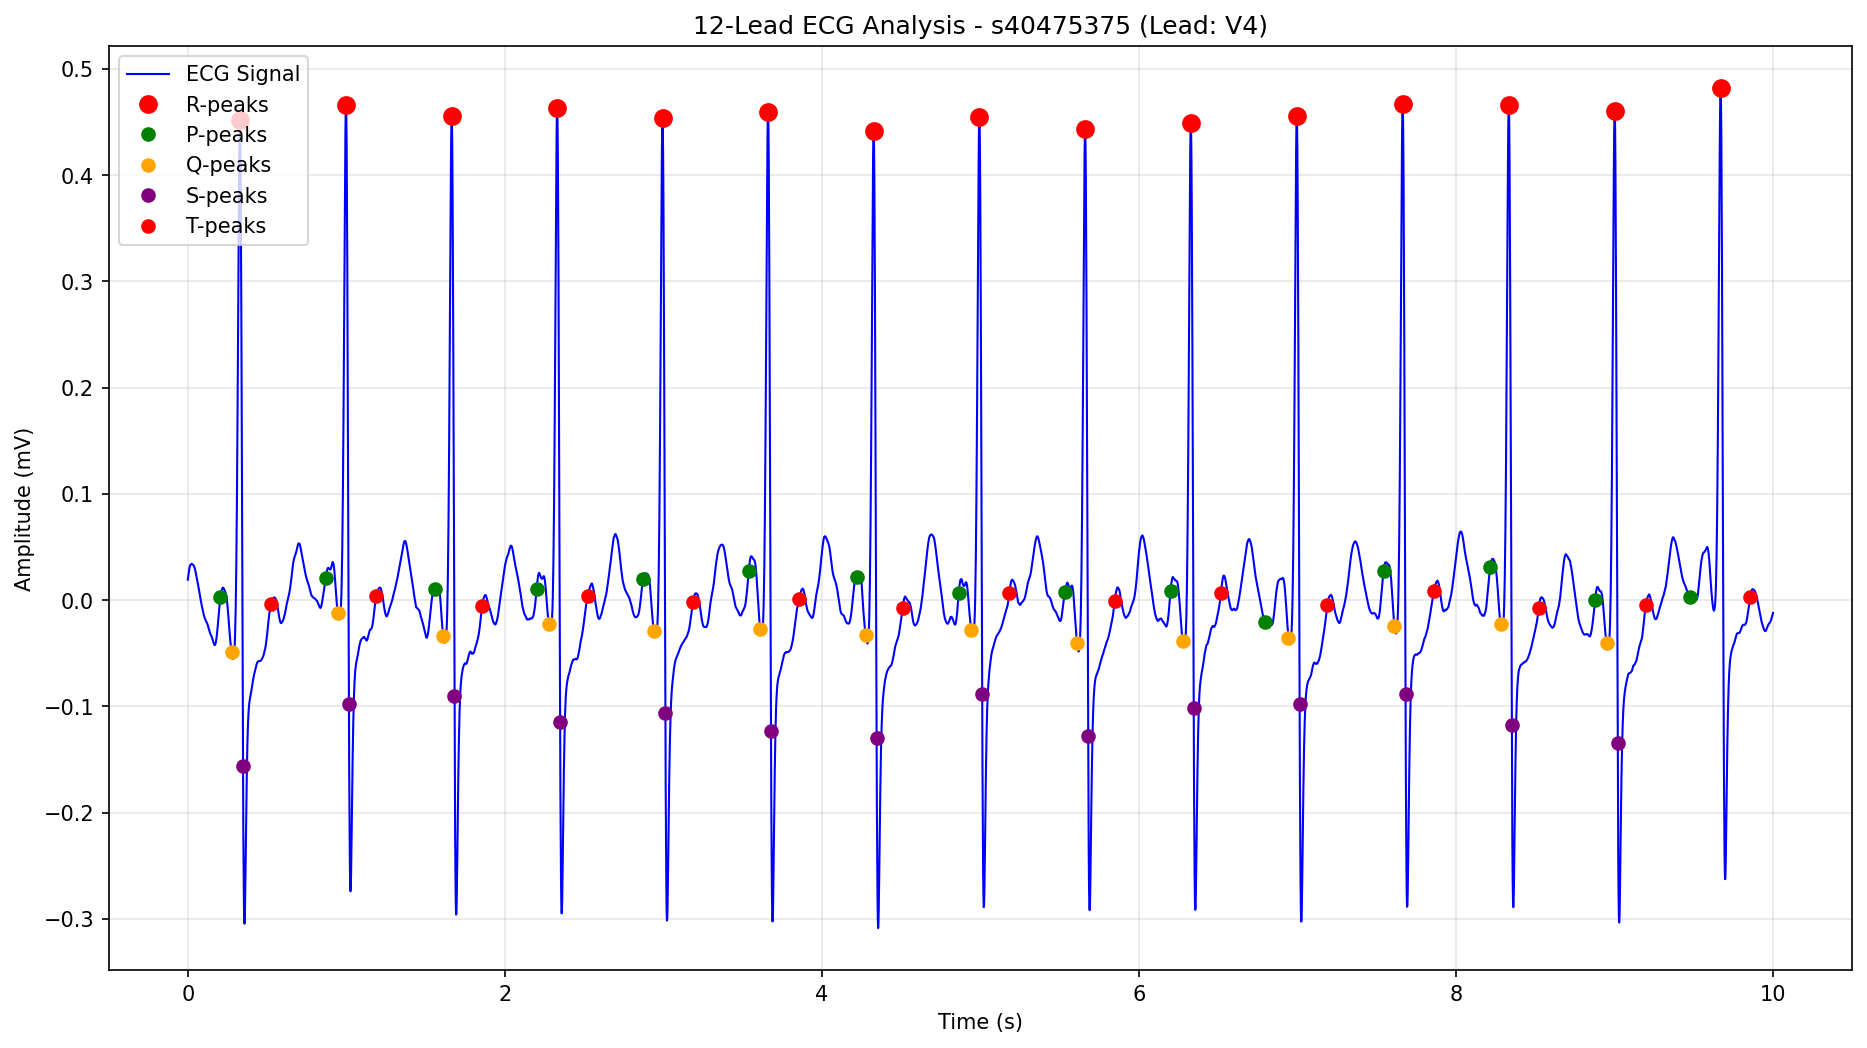 12-Lead ECG Analysis - s40475375 (Lead: V4)
ECG Signal
R-peaks
P-peaks
Q-peaks
S-peaks
T-peaks
0.5
0.4
0.3
0.2
0.1
0.0
−0.1
−0.2
−0.3
Amplitude (mV)
0 2 4 6 8 10
Time (s)